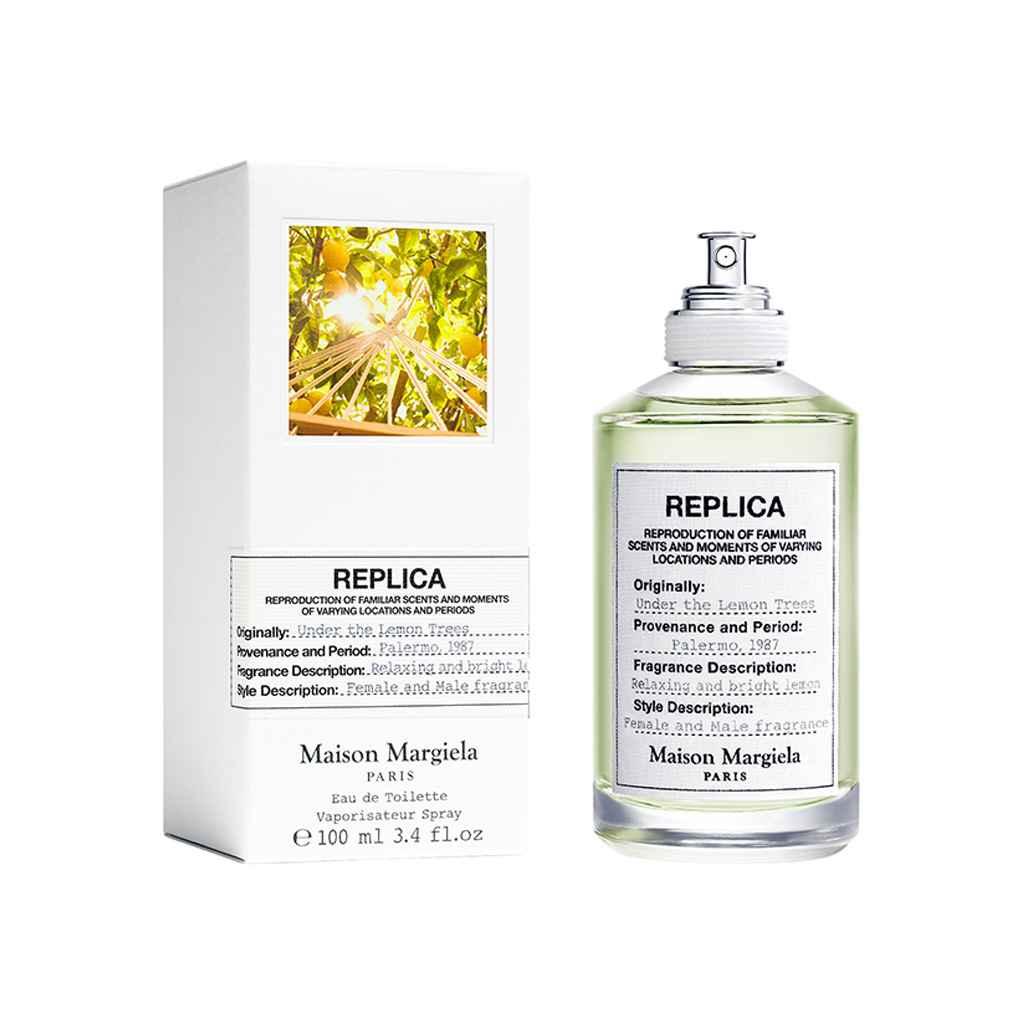 REPLICA
REPRODUCTION OF FAMILIAR SCENTS AND MOMENTS
OF VARYING LOCATIONS AND PERIODS
Originally: Under the Lemon Trees
Provenance and Period: Palermo, 1987
Fragrance Description: Relaxing and bright le
Style Description: Female and Male fragran
Maison Margiela
PARIS
Eau de Toilette
Vaporisateur Spray
℮ 100 ml 3.4 fl.oz
REPLICA
REPRODUCTION OF FAMILIAR
SCENTS AND MOMENTS OF VARYING
LOCATIONS AND PERIODS
Originally:
Under the Lemon Trees
Provenance and Period:
Palermo, 1987
Fragrance Description:
Relaxing and bright lemon
Style Description:
Female and Male fragrance
Maison Margiela
PARIS